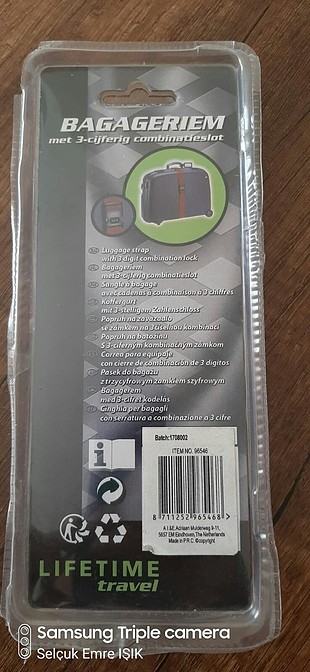 BAGAGERIEM
met 3-cijferig combinatieslot
Luggage strap
with 3 digit combination lock
Bagageriem
met 3-cijferig combinatieslot
Sangle à bagage
avec cadenas à combinaison à 3 chiffres
Koffergurt
mit 3-stelligem Zahlenschloss
Popruh na zavazadlo
se zámkem na 3číselnou kombinaci
Popruh na batožinu
S 3-cifernym kombinačným zámkom
Correa para equipaje
con cierre de combinación de 3 dígitos
Pasek do bagażu
z trzycyfrowym zamkiem szyfrowym
Bagagerem
med 3-cifret kodelås
Cinghia per bagagli
con serratura a combinazione a 3 cifre
Batch:1708002
ITEM NO. 96546
8 711252 965468 >
A.I.&E. Adriaan Mulderweg 9-11,
5657 EM Eindhoven, The Netherlands
Made in P.R.C. ©copyright
LIFETIME
travel
Samsung Triple camera
Selçuk Emre IŞIK